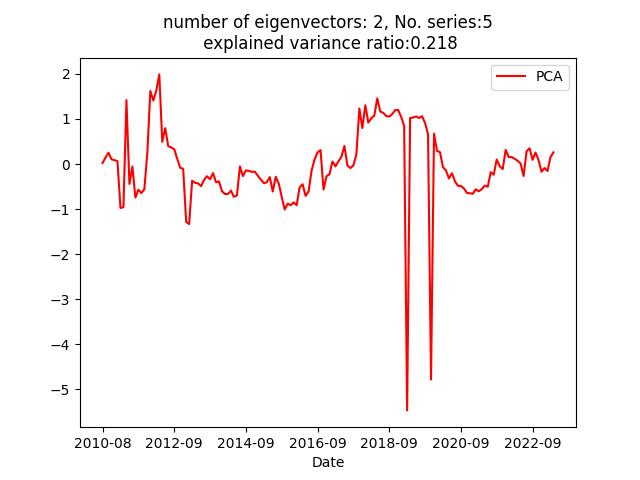 number of eigenvectors: 2, No. series:5
explained variance ratio:0.218
PCA
2
1
0
−1
−2
−3
−4
−5
2010-08 2012-09 2014-09 2016-09 2018-09 2020-09 2022-09
Date